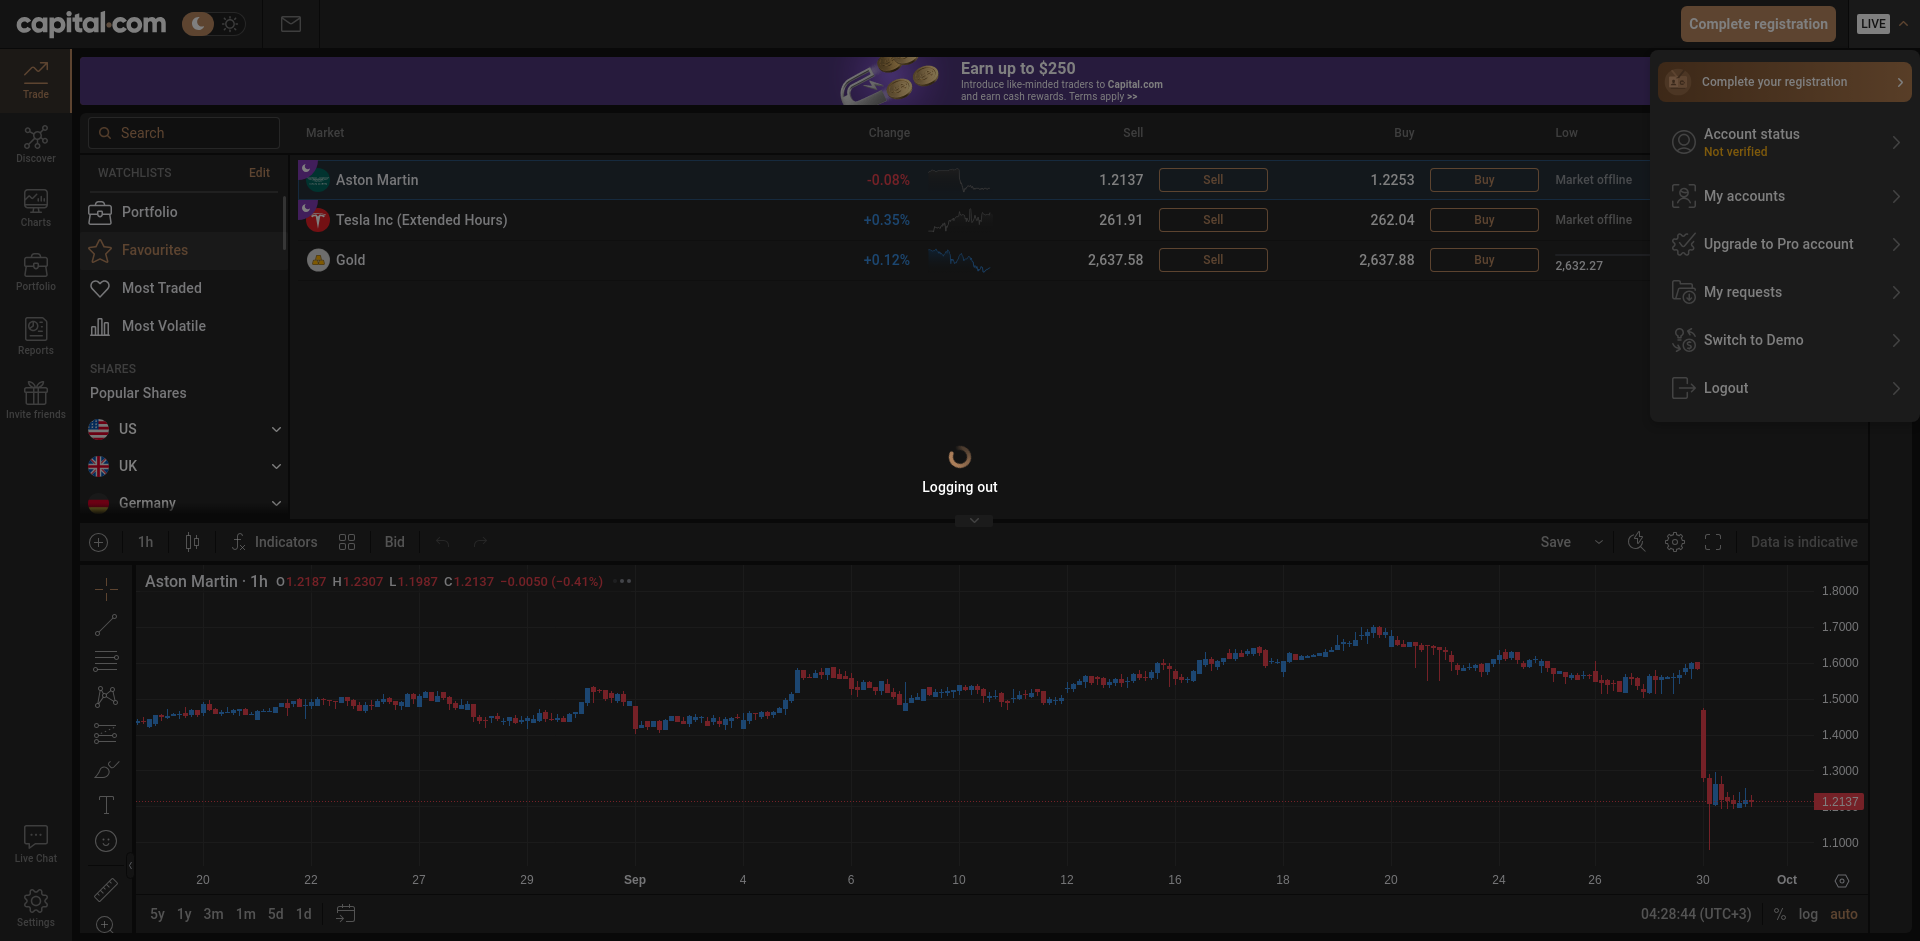 capital.com
Complete registration
LIVE
Trade
Discover
Charts
Portfolio
Reports
Invite friends
Live Chat
Settings
Earn up to $250
Introduce like-minded traders to Capital.com
and earn cash rewards. Terms apply >>
Search
Market Change Sell Buy Low
WATCHLISTS Edit
Portfolio
Favourites
Most Traded
Most Volatile
SHARES
Popular Shares
US
UK
Germany
Aston Martin -0.08% 1.2137 Sell 1.2253 Buy Market offline
Tesla Inc (Extended Hours) +0.35% 261.91 Sell 262.04 Buy Market offline
Gold +0.12% 2,637.58 Sell 2,637.88 Buy 2,632.27
Complete your registration
Account status
Not verified
My accounts
Upgrade to Pro account
My requests
Switch to Demo
Logout
Logging out
1h Indicators Bid Save Data is indicative
Aston Martin · 1h O1.2187 H1.2307 L1.1987 C1.2137 −0.0050 (−0.41%)
1.8000
1.7000
1.6000
1.5000
1.4000
1.3000
1.2137
1.1000
20 22 27 29 Sep 4 6 10 12 16 18 20 24 26 30 Oct
5y 1y 3m 1m 5d 1d 04:28:44 (UTC+3) % log auto